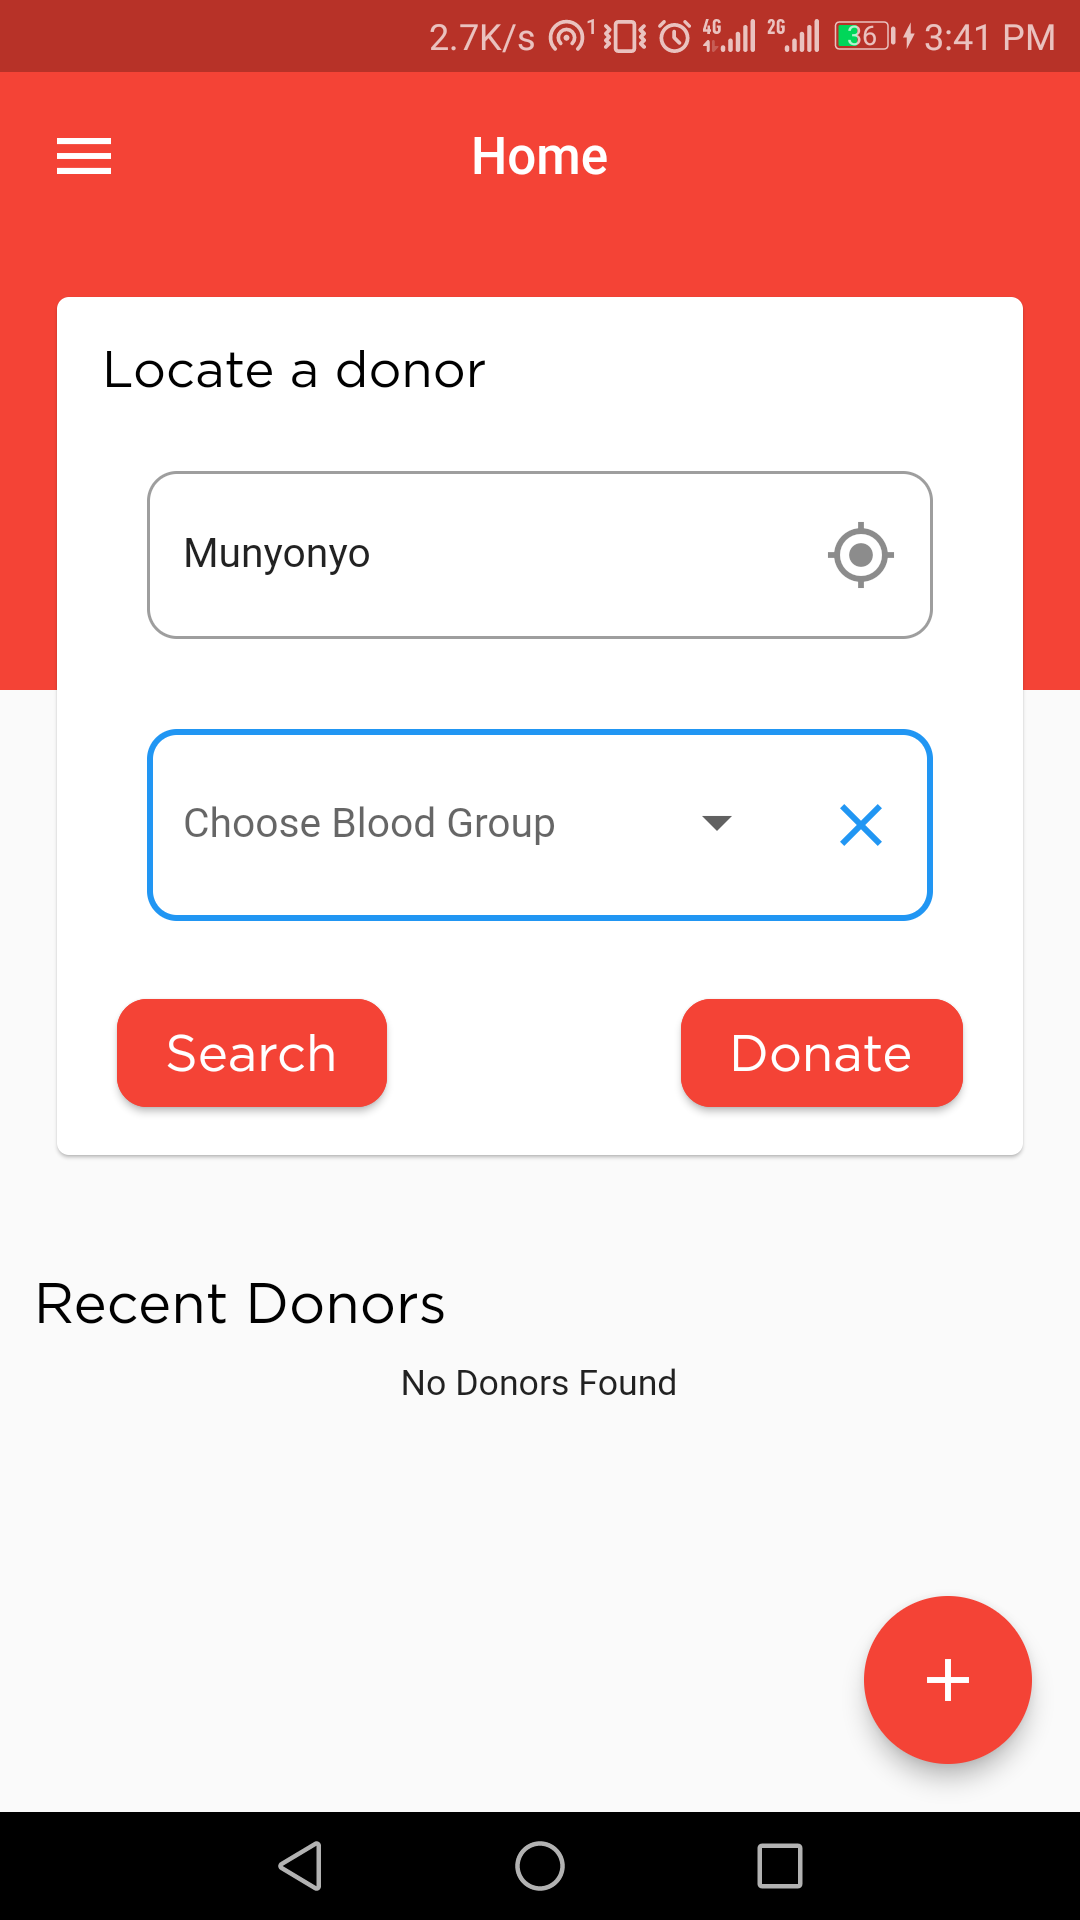 2.7K/s 1 4G 2G 36 3:41 PM
Home
Locate a donor
Munyonyo
Choose Blood Group
Search Donate
Recent Donors
No Donors Found